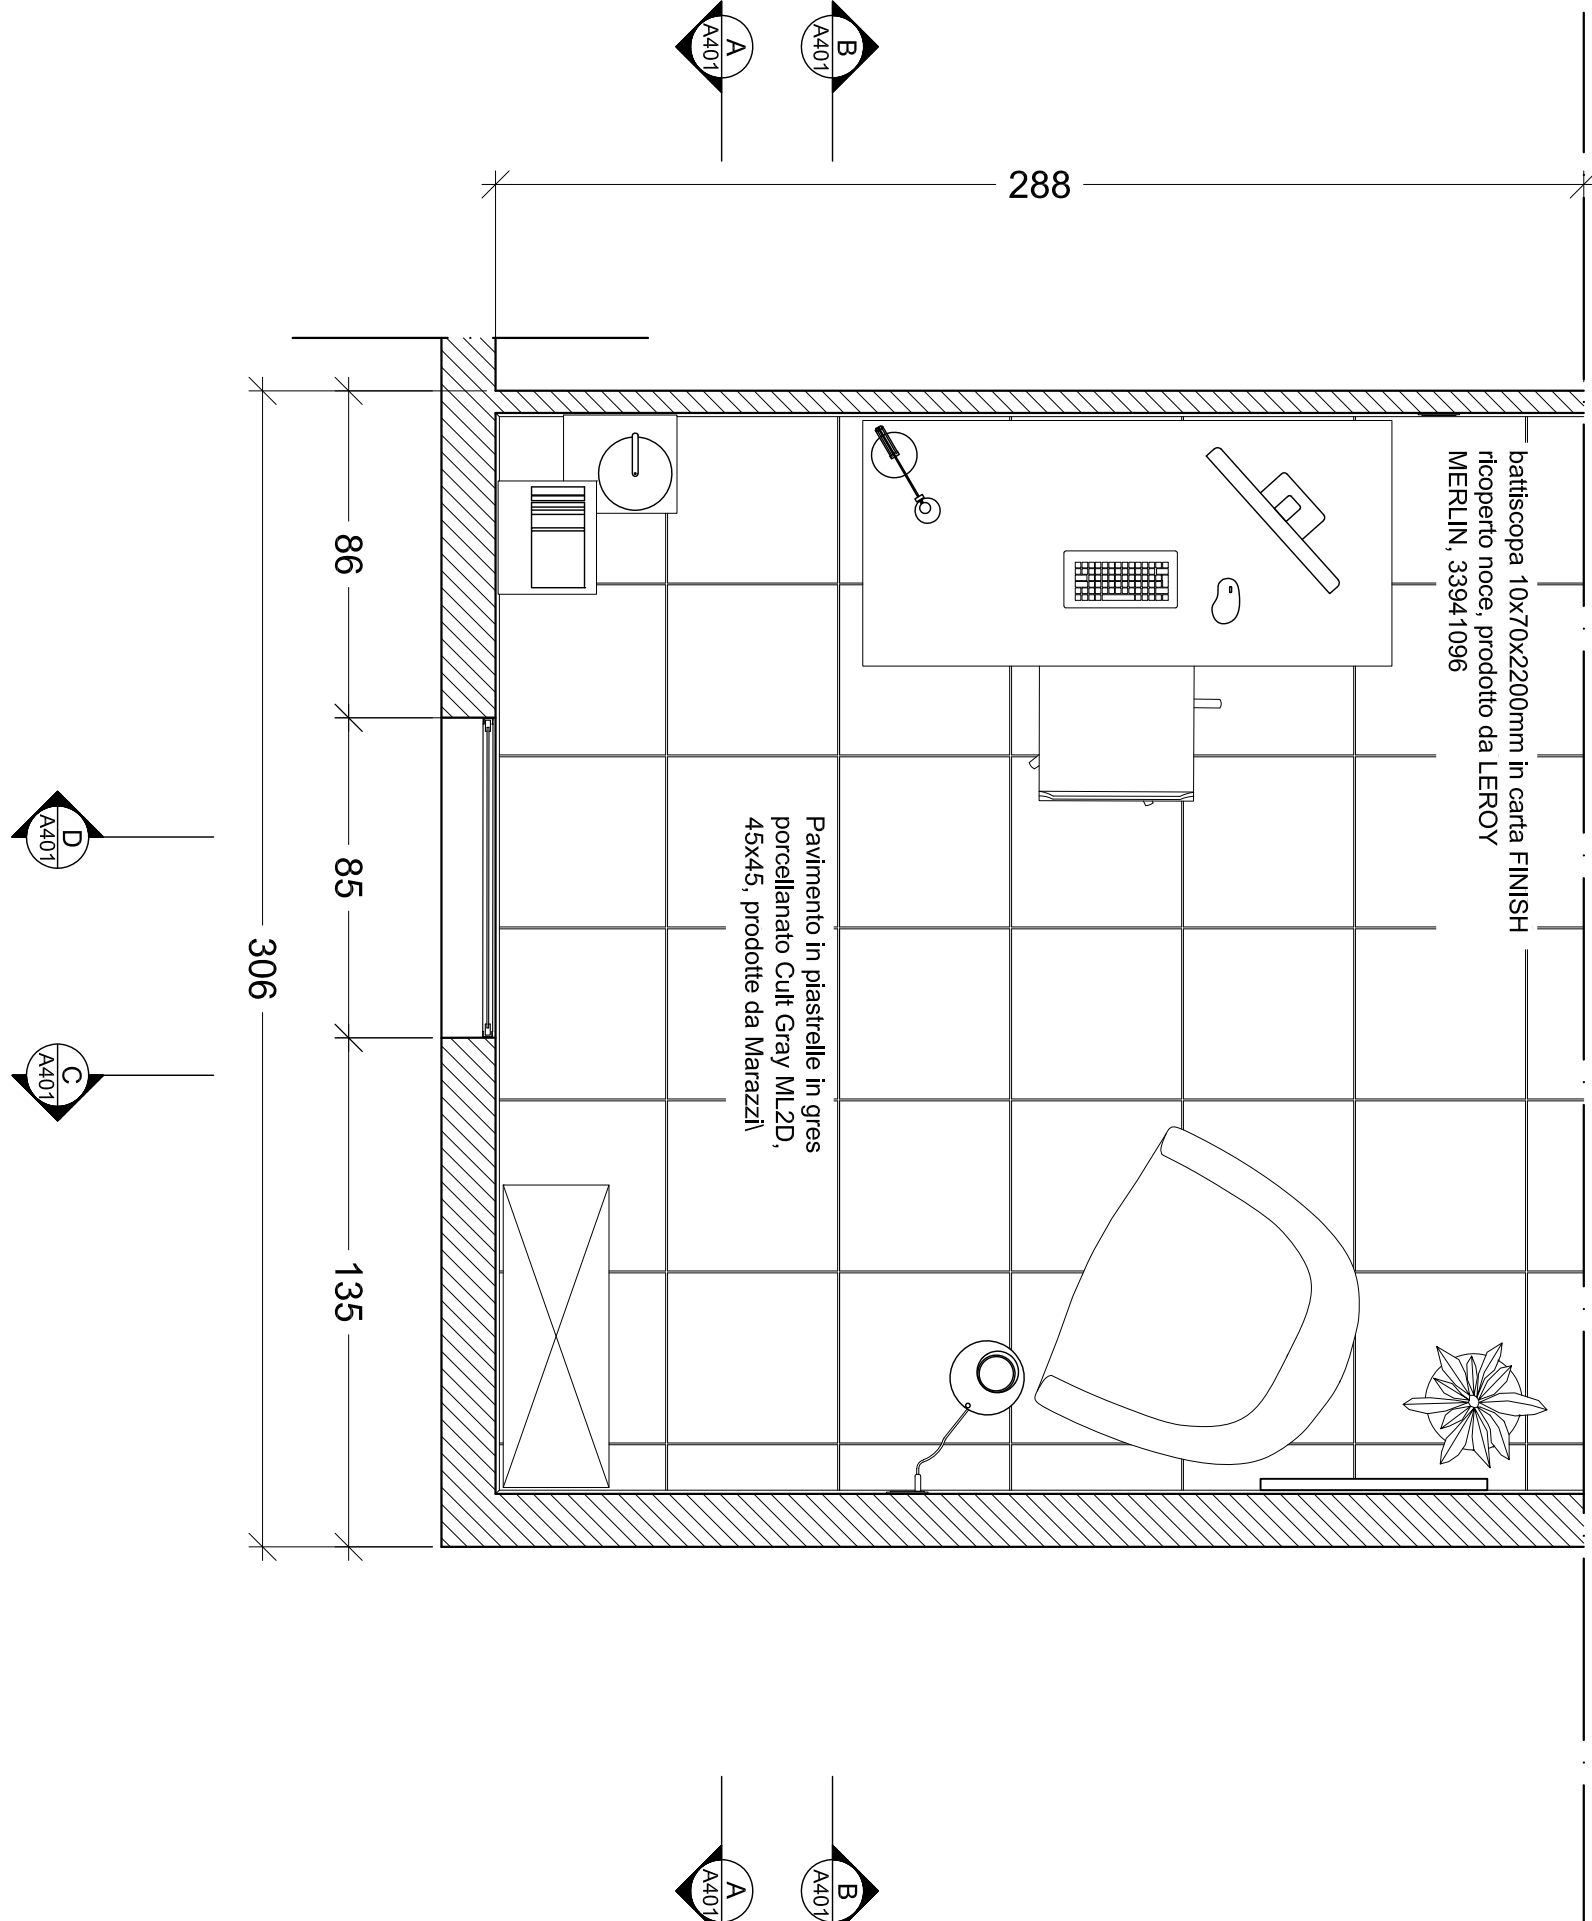 A
A401
B
A401
288
battiscopa 10x70x2200mm in carta FINISH
ricoperto noce, prodotto da LEROY
MERLIN, 33941096
86
85
135
306
D
A401
C
A401
Pavimento in piastrelle in gres
porcellanato Cult Gray ML2D,
45x45, prodotte da Marazzi\
A
A401
B
A401